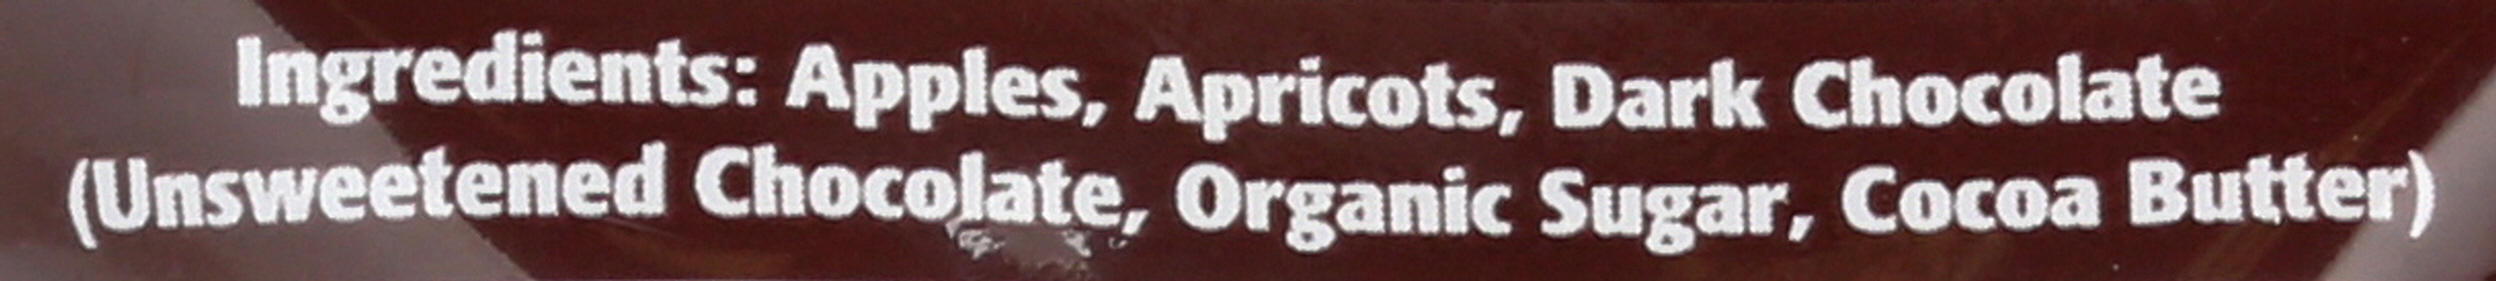 Ingredients: Apples, Apricots, Dark Chocolate
(Unsweetened Chocolate, Organic Sugar, Cocoa Butter)